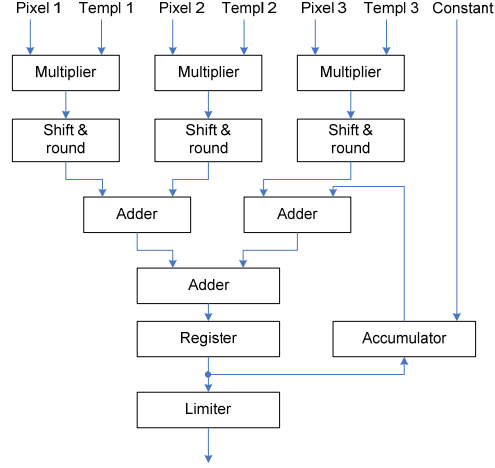 Pixel 1 Templ 1 Pixel 2 Templ 2 Pixel 3 Templ 3 Constant
Multiplier Multiplier Multiplier
Shift & Shift & Shift &
round round round
Adder Adder
Adder
Register Accumulator
Limiter